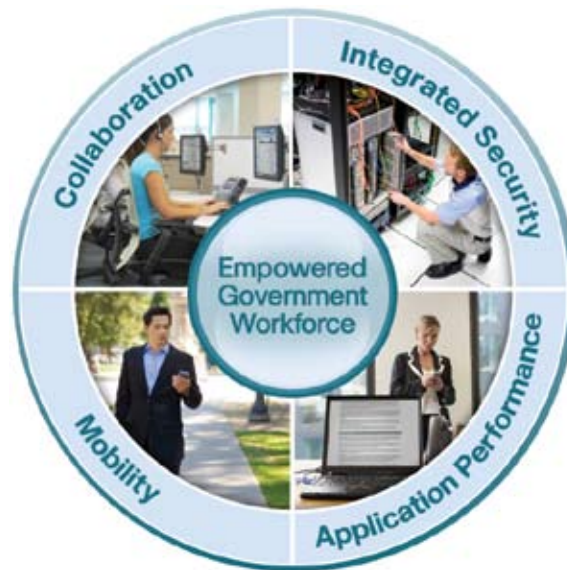 Collaboration
Integrated Security
Empowered
Government
Workforce
Mobility
Application Performance